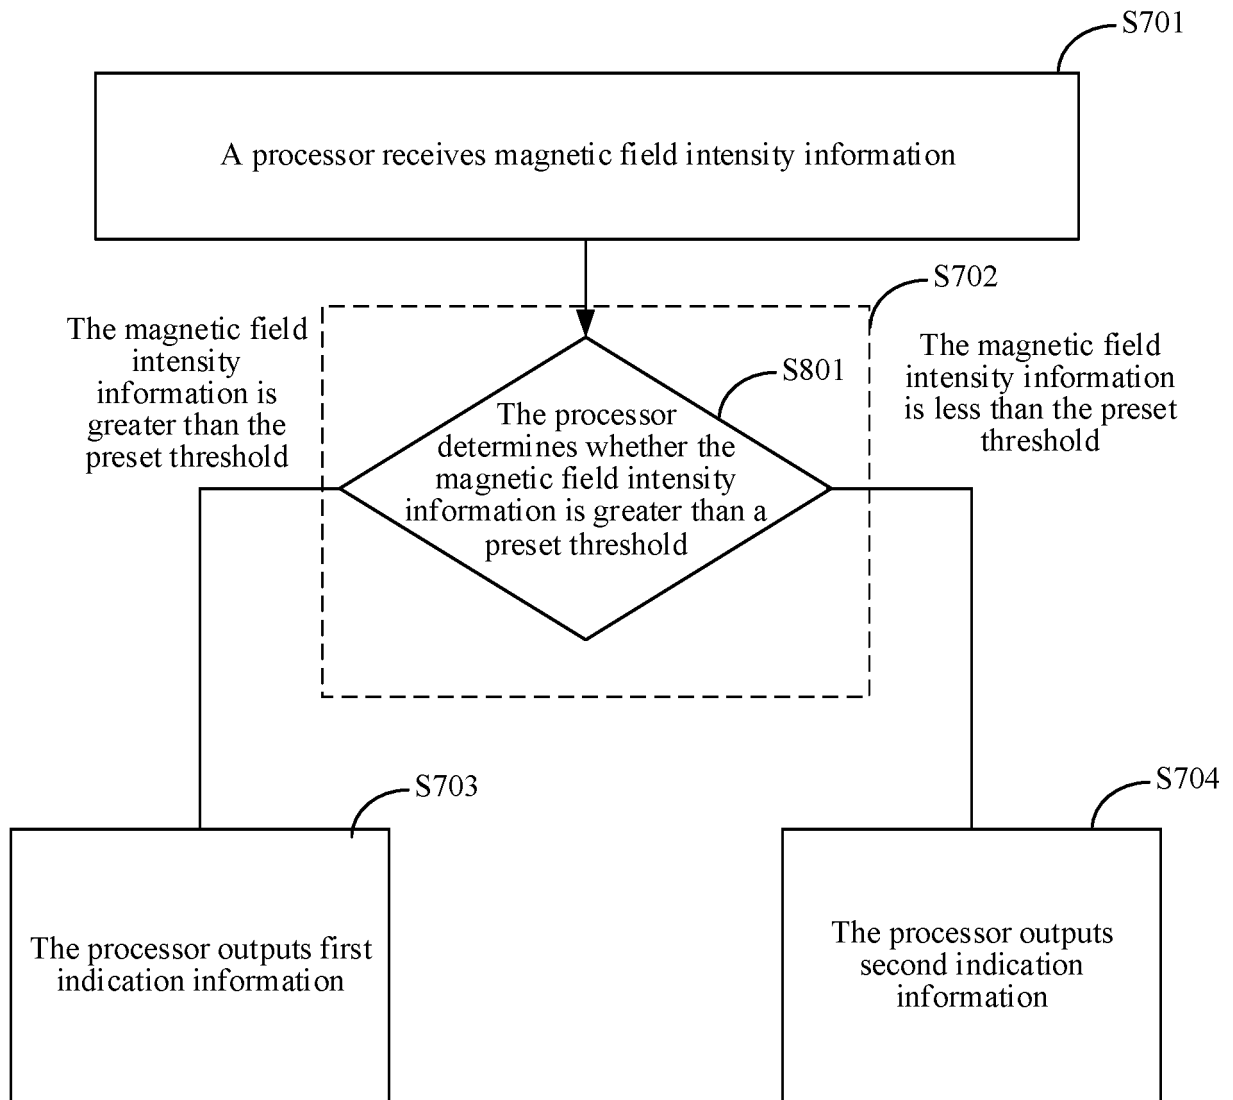 S701
A processor receives magnetic field intensity information
S702
The magnetic field
intensity
information is
greater than the
preset threshold
The magnetic field
intensity information
is less than the preset
threshold
S801
The processor
determines whether the
magnetic field intensity
information is greater than a
preset threshold
S703
S704
The processor outputs first
indication information
The processor outputs
second indication
information